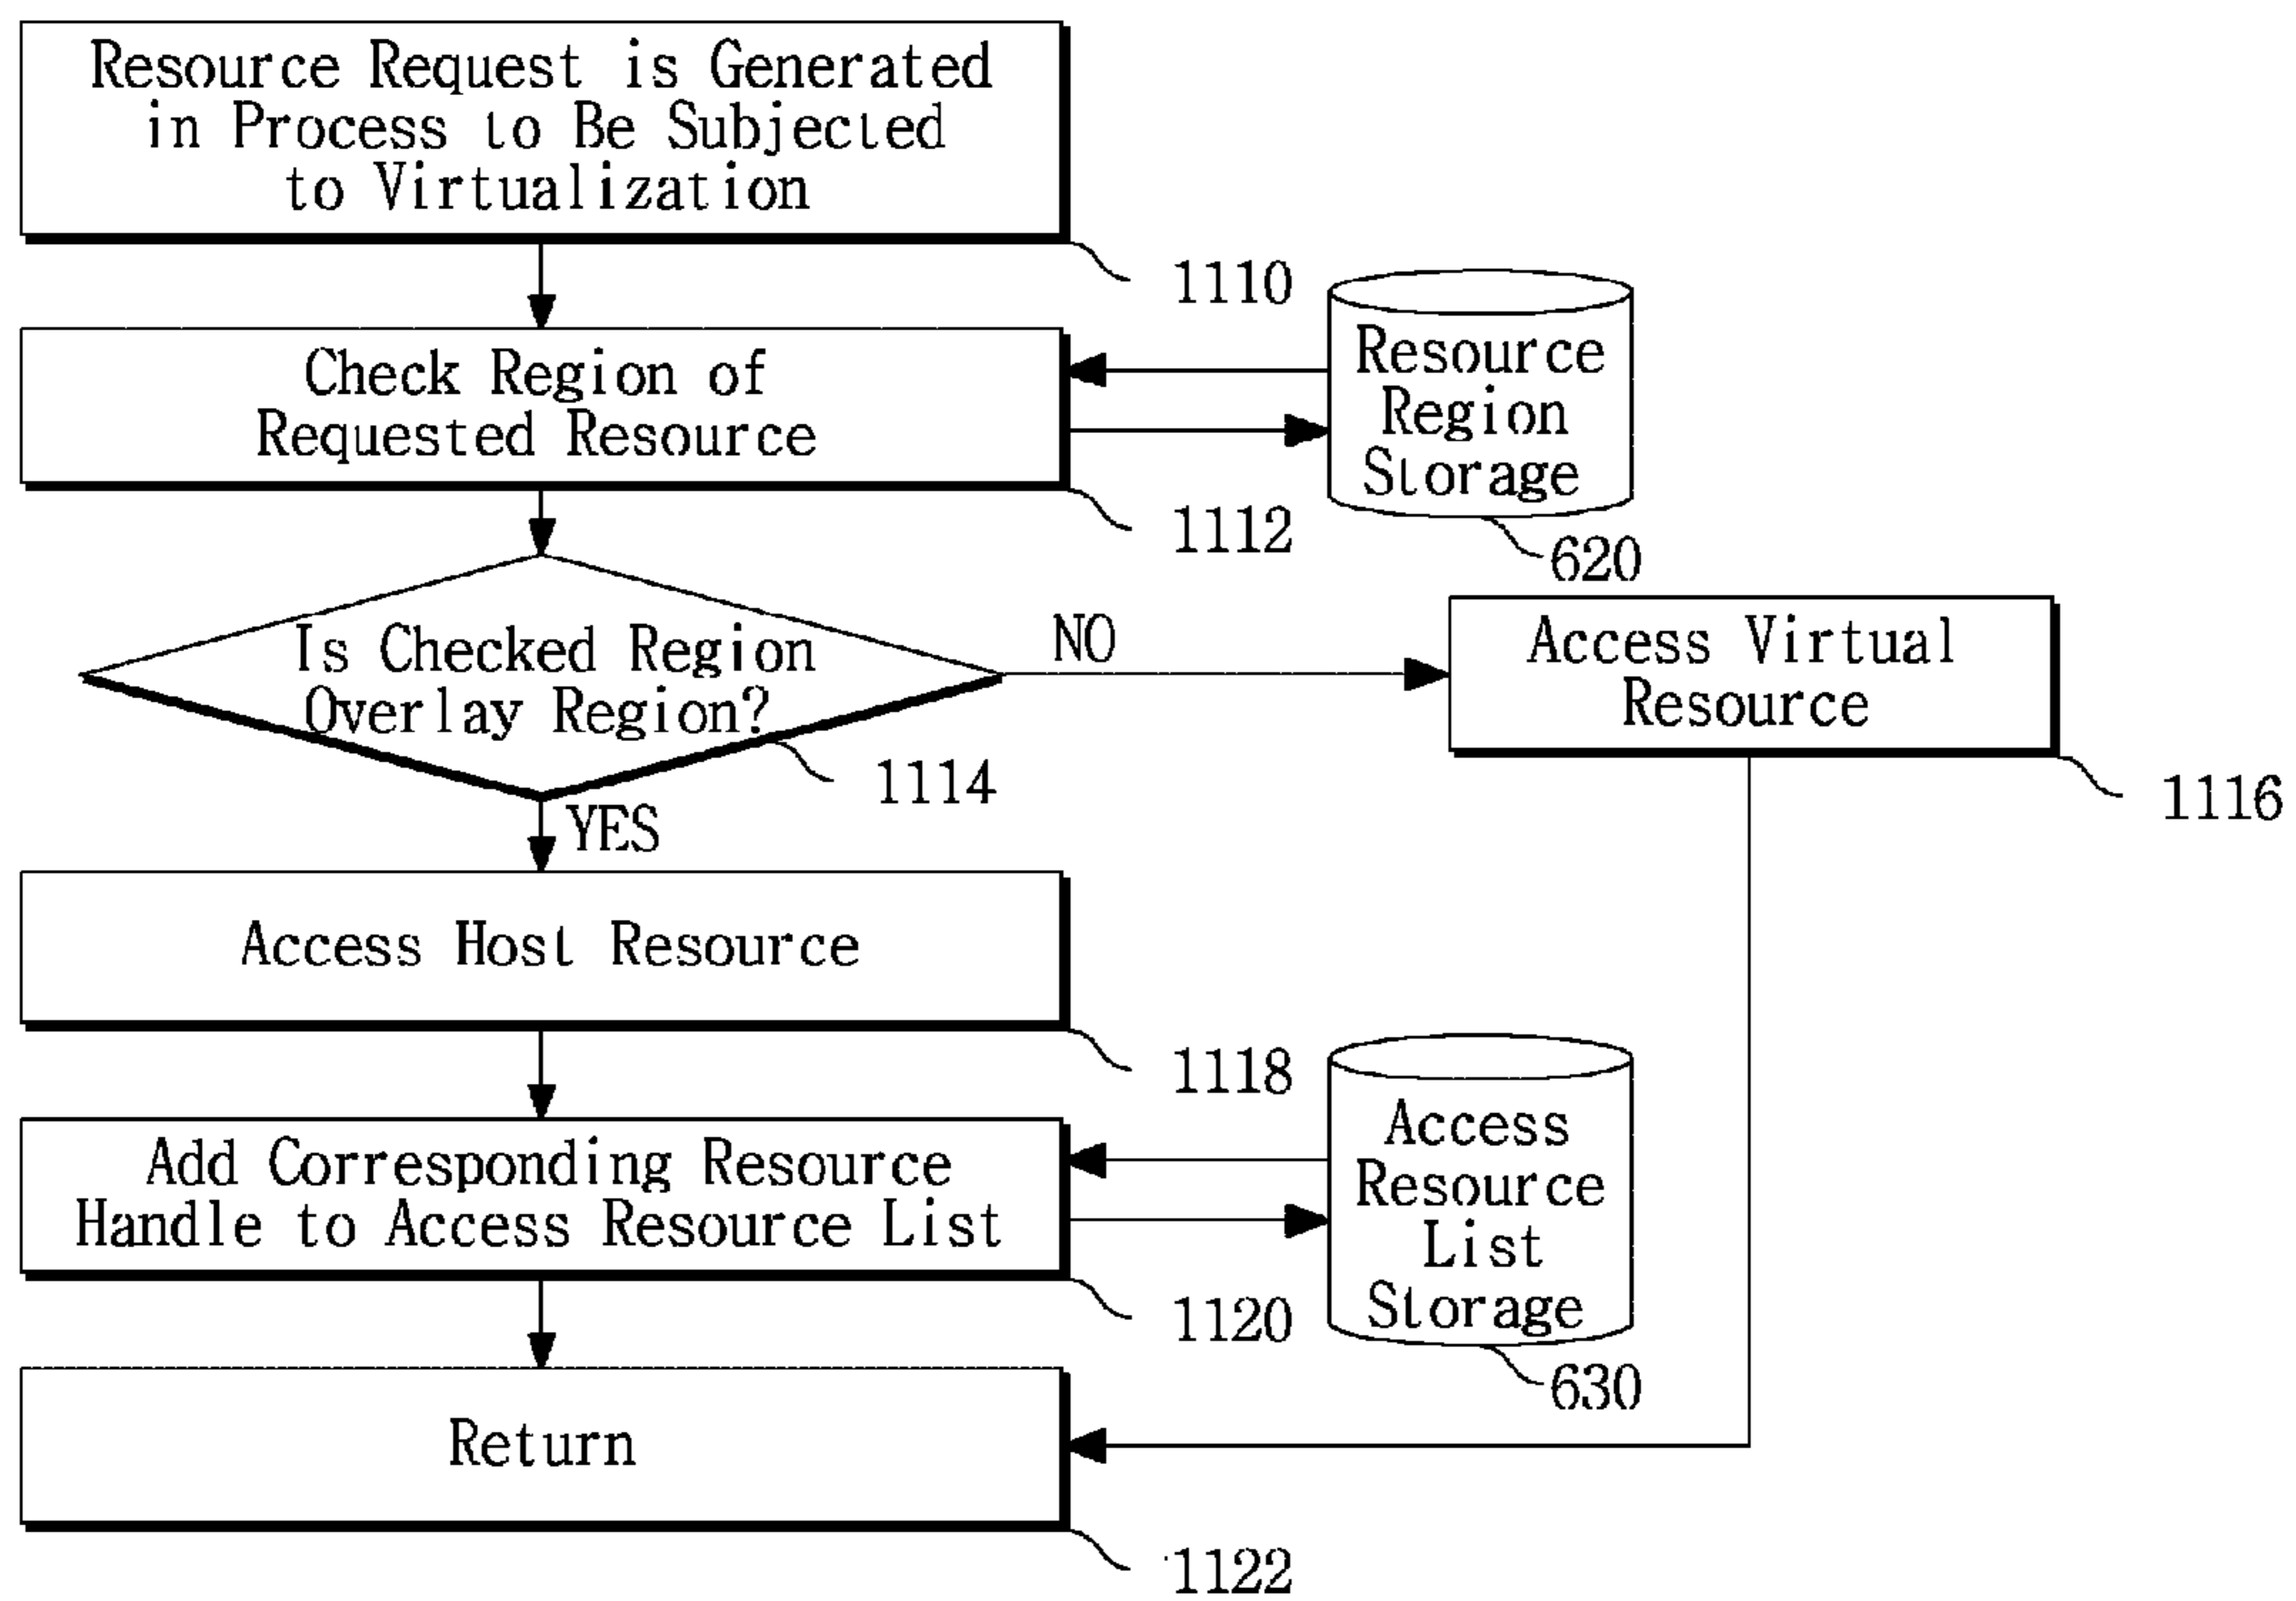 Resource Request is Generated
in Process to Be Subjected
to Virtualization
1110
Check Region of
Requested Resource
1112
Resource
Region
Storage
620
Is Checked Region
Overlay Region?
1114
NO
YES
Access Virtual
Resource
1116
Access Host Resource
1118
Add Corresponding Resource
Handle to Access Resource List
1120
Access
Resource
List
Storage
630
Return
1122